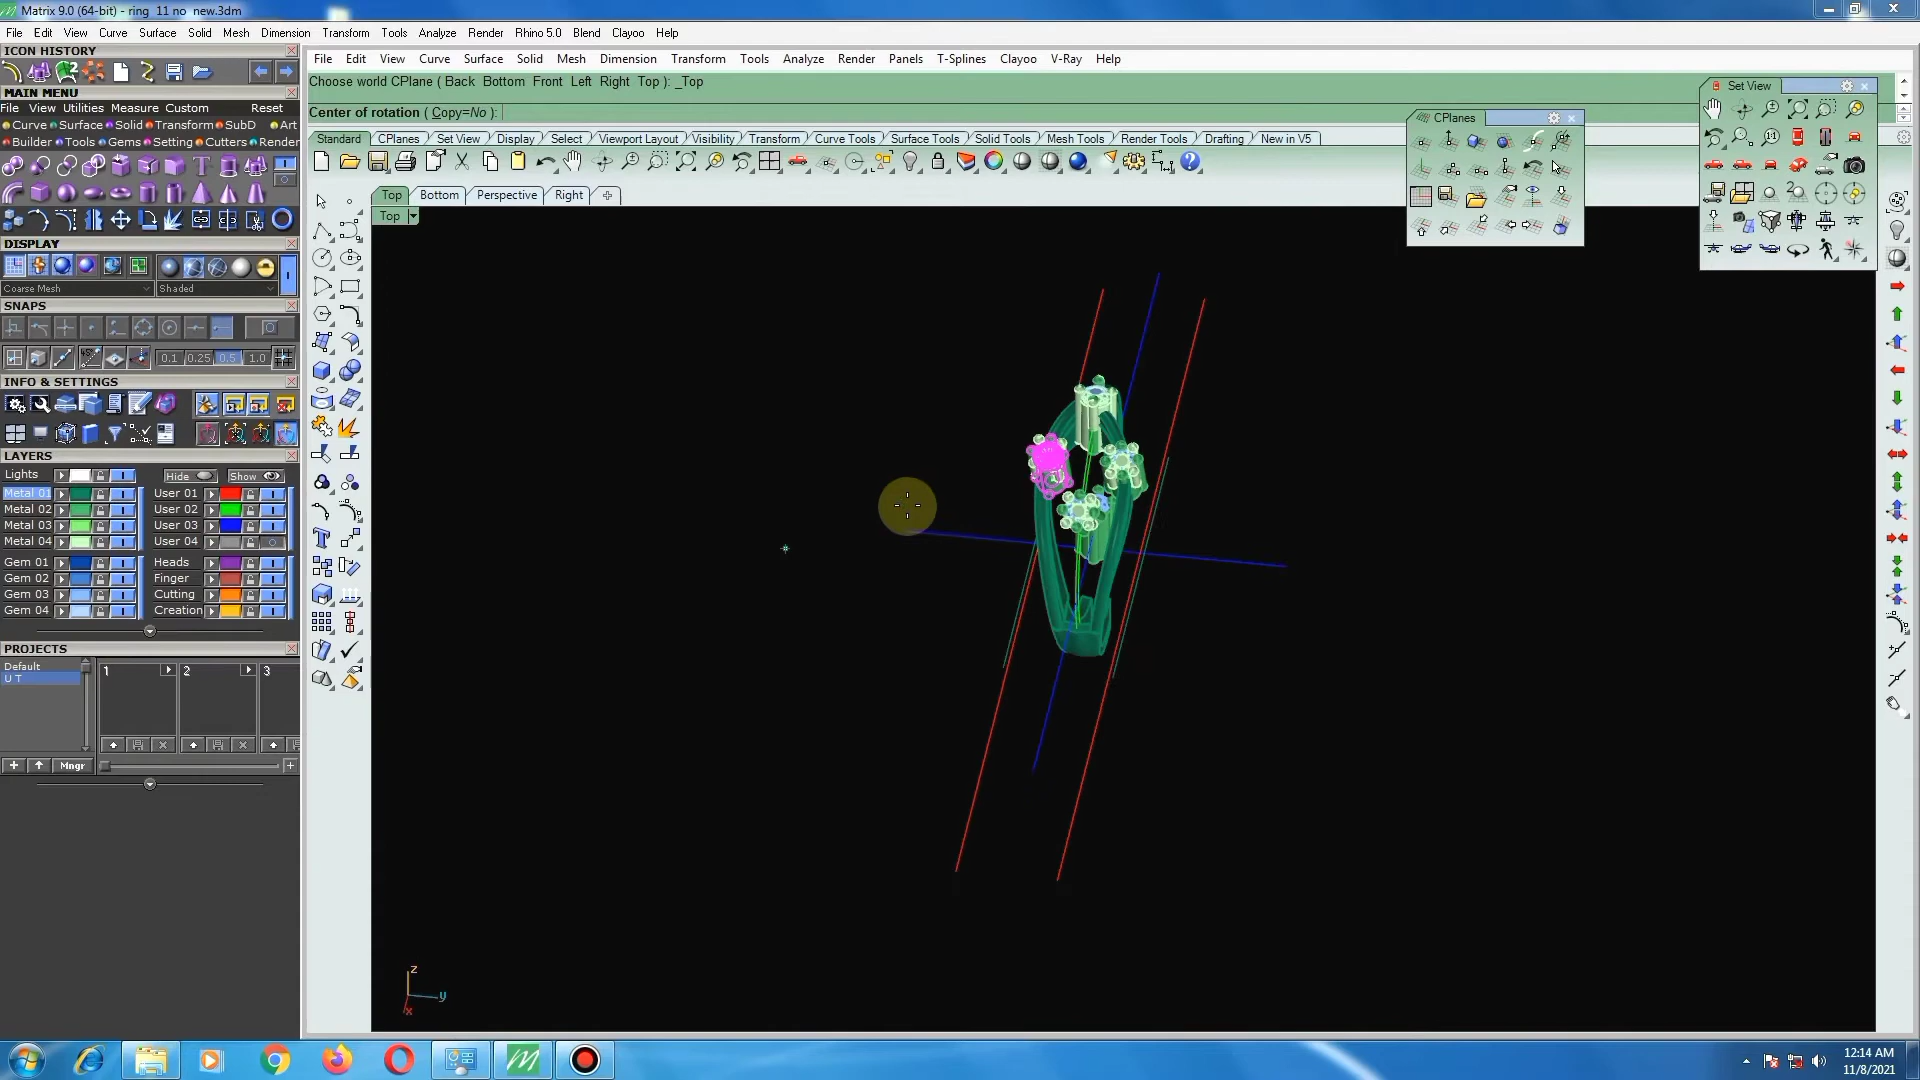 Matrix 9.0 (64-bit) - ring 11 no new.3dm
File Edit View Curve Surface Solid Mesh Dimension Transform Tools Analyze Render Rhino 5.0 Blend Clayoo Help
ICON HISTORY
MAIN MENU
File View Utilities Measure Custom Reset
Curve Surface Solid Transform SubD Art
Builder Tools Gems Setting Cutters Render
DISPLAY
Coarse Mesh Shaded
SNAPS
0.1 0.25 0.5 1.0
INFO & SETTINGS
LAYERS
Lights Hide Show
Metal 01 User 01
Metal 02 User 02
Metal 03 User 03
Metal 04 User 04
Gem 01 Heads
Gem 02 Finger
Gem 03 Cutting
Gem 04 Creation
PROJECTS
Default
U T
1 2 3
Mngr
File Edit View Curve Surface Solid Mesh Dimension Transform Tools Analyze Render Panels T-Splines Clayoo V-Ray Help
Choose world CPlane ( Back Bottom Front Left Right Top ): _Top
Center of rotation ( Copy=No ):
Standard CPlanes Set View Display Select Viewport Layout Visibility Transform Curve Tools Surface Tools Solid Tools Mesh Tools Render Tools Drafting New in V5
Top Bottom Perspective Right
Top
CPlanes
Set View
z
y
x
12:14 AM
11/8/2021